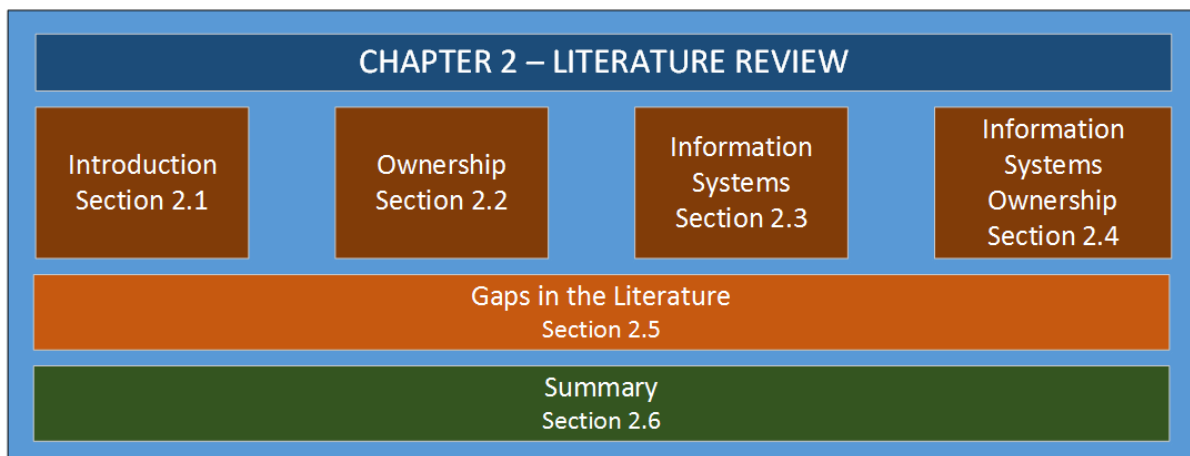 CHAPTER 2 – LITERATURE REVIEW
Introduction
Section 2.1
Ownership
Section 2.2
Information
Systems
Section 2.3
Information
Systems
Ownership
Section 2.4
Gaps in the Literature
Section 2.5
Summary
Section 2.6